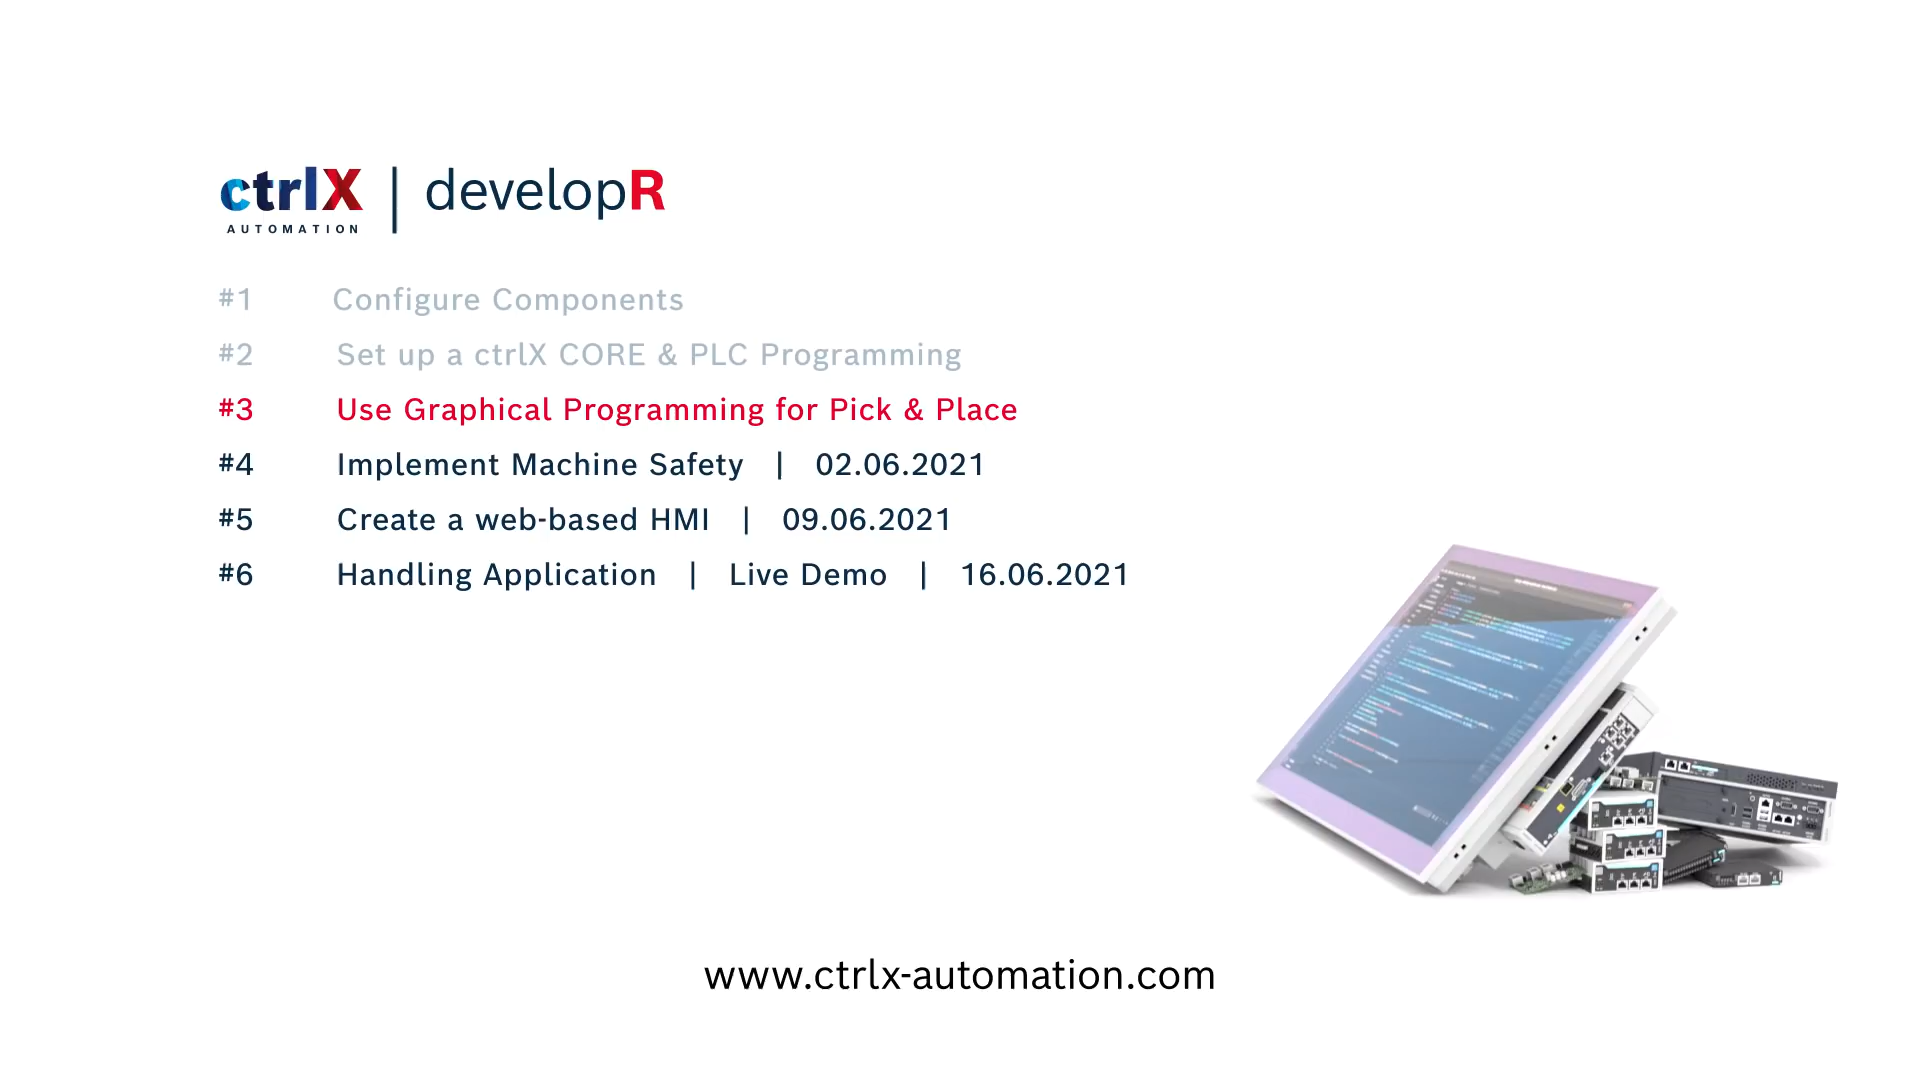 ctrlX | developR
AUTOMATION
#1 Configure Components
#2 Set up a ctrlX CORE & PLC Programming
#3 Use Graphical Programming for Pick & Place
#4 Implement Machine Safety | 02.06.2021
#5 Create a web-based HMI | 09.06.2021
#6 Handling Application | Live Demo | 16.06.2021
www.ctrlx-automation.com